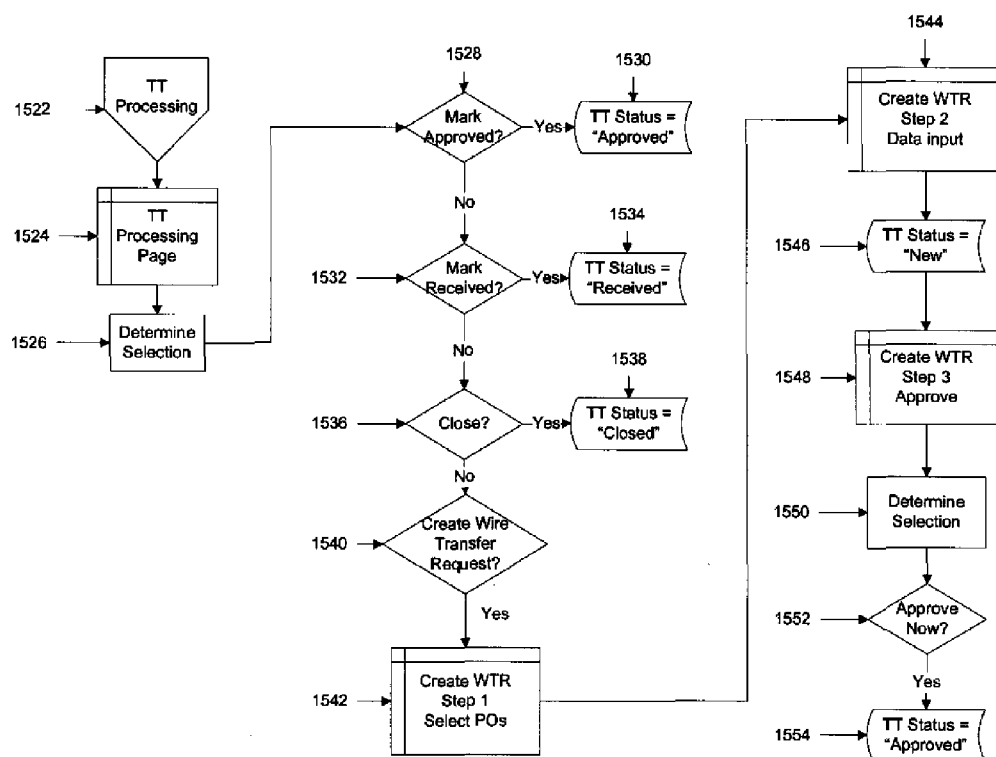 1522
TT
Processing
1524
TT
Processing
Page
1526
Determine
Selection
1528
Mark
Approved?
Yes
1530
TT Status =
"Approved"
No
1532
Mark
Received?
Yes
1534
TT Status =
"Received"
No
1536
Close?
Yes
1538
TT Status =
"Closed"
No
1540
Create Wire
Transfer
Request?
Yes
1542
Create WTR
Step 1
Select POs
1544
Create WTR
Step 2
Data input
1546
TT Status =
"New"
1548
Create WTR
Step 3
Approve
1550
Determine
Selection
1552
Approve
Now?
Yes
1554
TT Status =
"Approved"